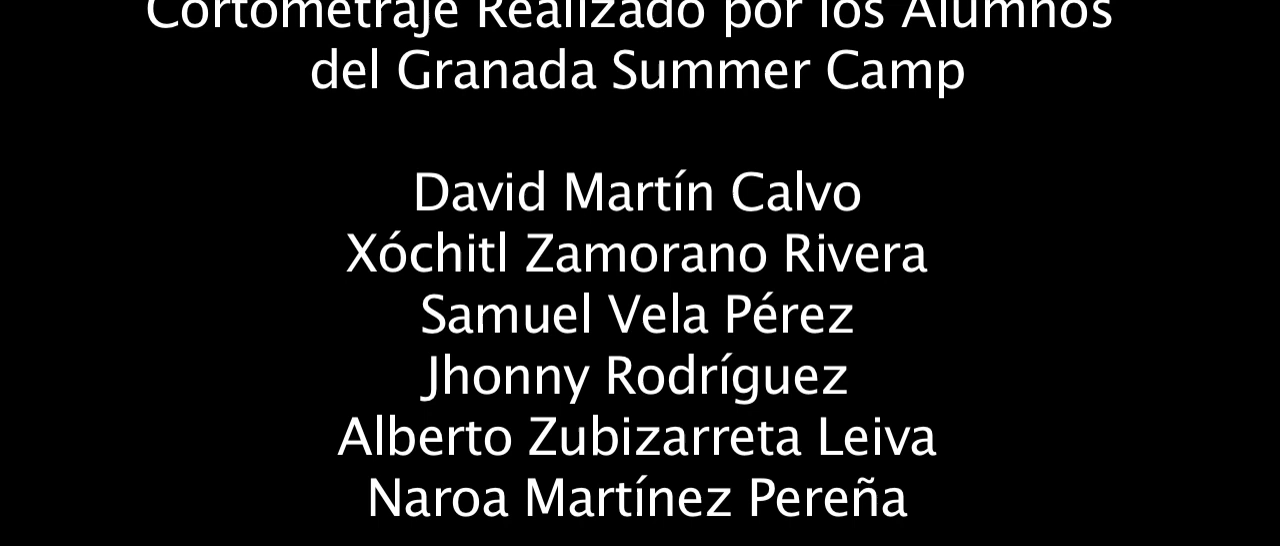 Cortometraje Realizado por los Alumnos
del Granada Summer Camp
David Martín Calvo
Xóchitl Zamorano Rivera
Samuel Vela Pérez
Jhonny Rodríguez
Alberto Zubizarreta Leiva
Naroa Martínez Pereña